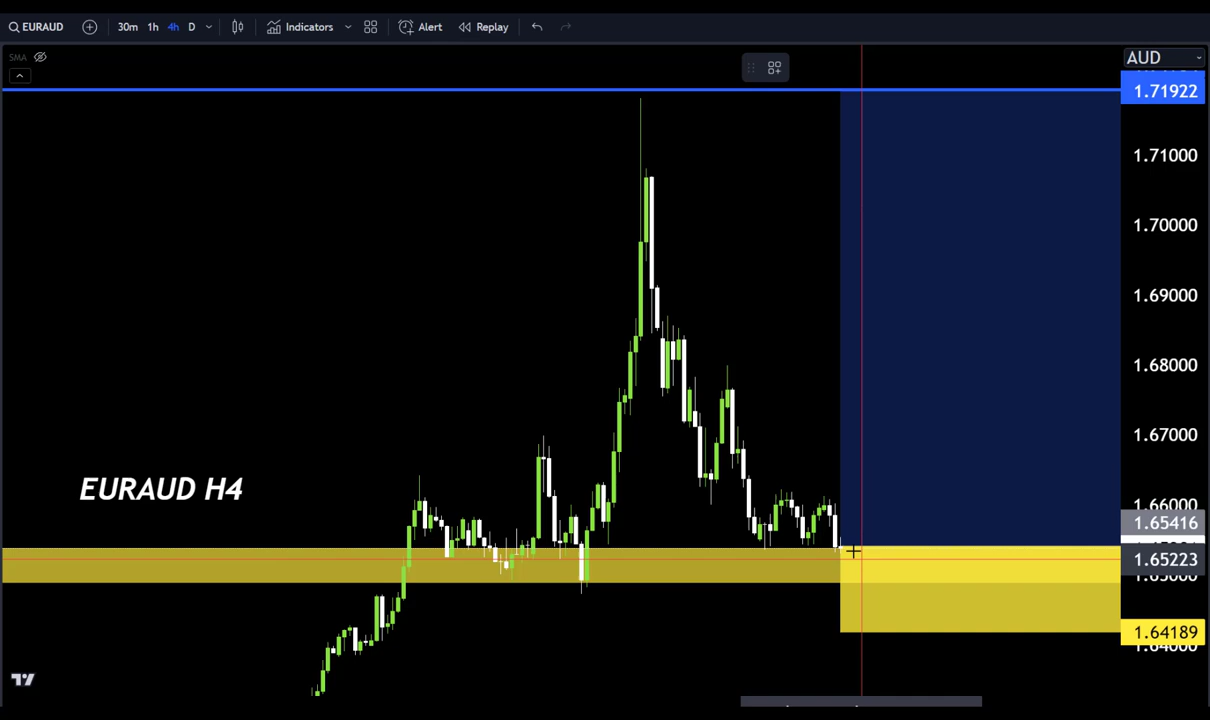 EURAUD 30m 1h 4h D Indicators Alert Replay
SMA
AUD
1.71922
1.71000
1.70000
1.69000
1.68000
1.67000
EURAUD H4
1.66000
1.65416
1.65223
1.64189